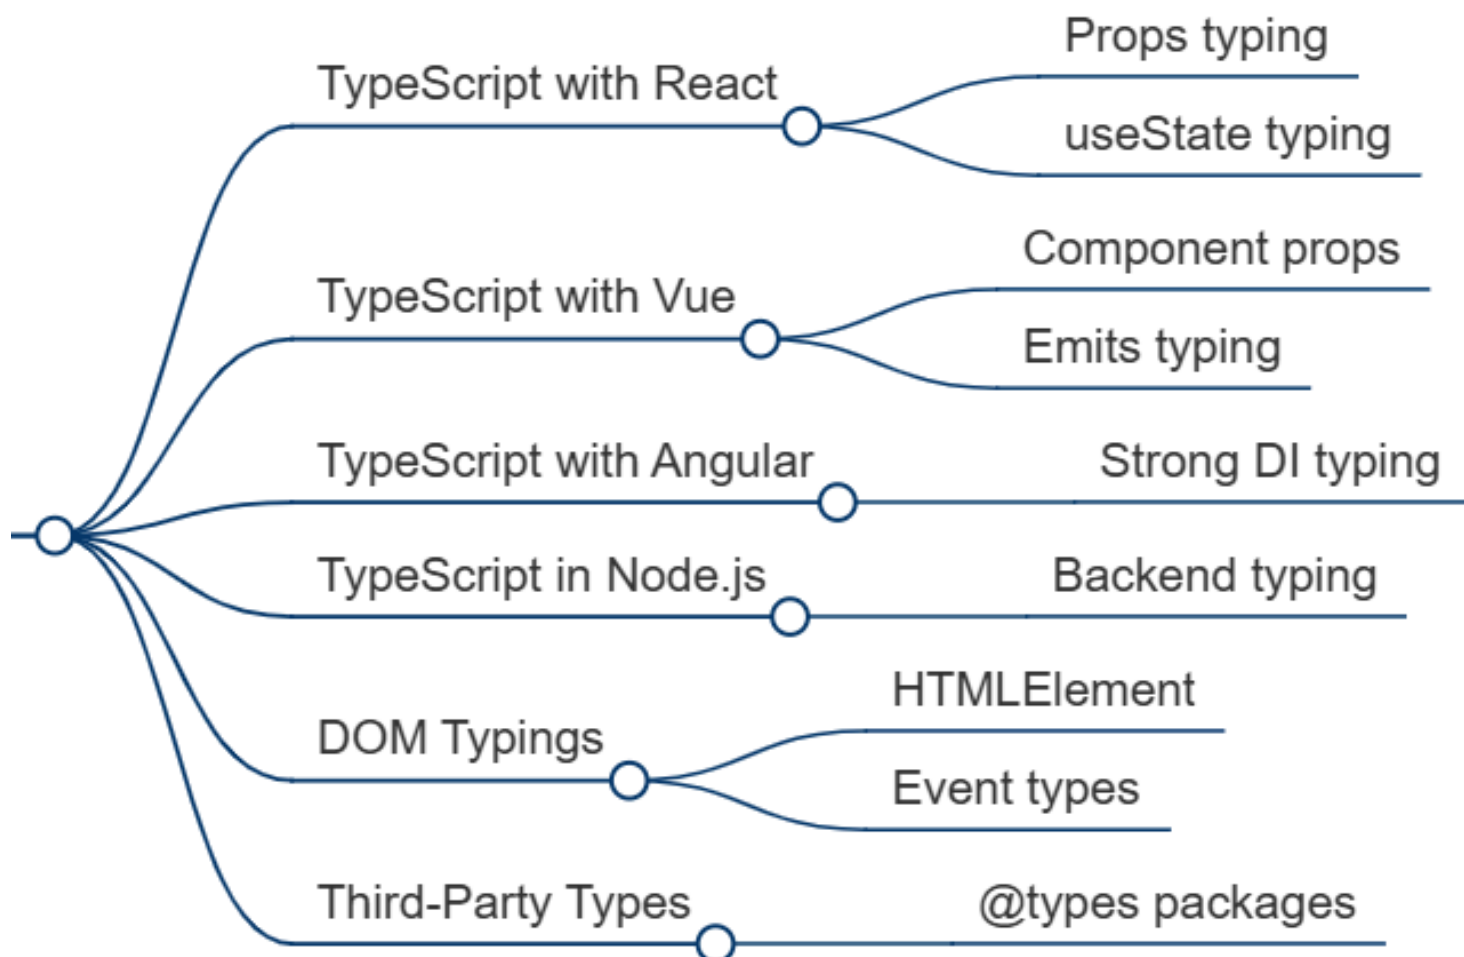 TypeScript with React
Props typing
useState typing
TypeScript with Vue
Component props
Emits typing
TypeScript with Angular
Strong DI typing
TypeScript in Node.js
Backend typing
DOM Typings
HTMLElement
Event types
Third-Party Types
@types packages